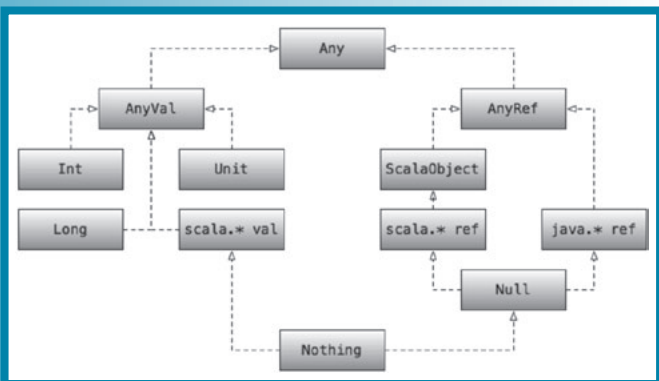 Any
AnyVal
AnyRef
Int
Unit
ScalaObject
Long
scala.* val
scala.* ref
java.* ref
Null
Nothing